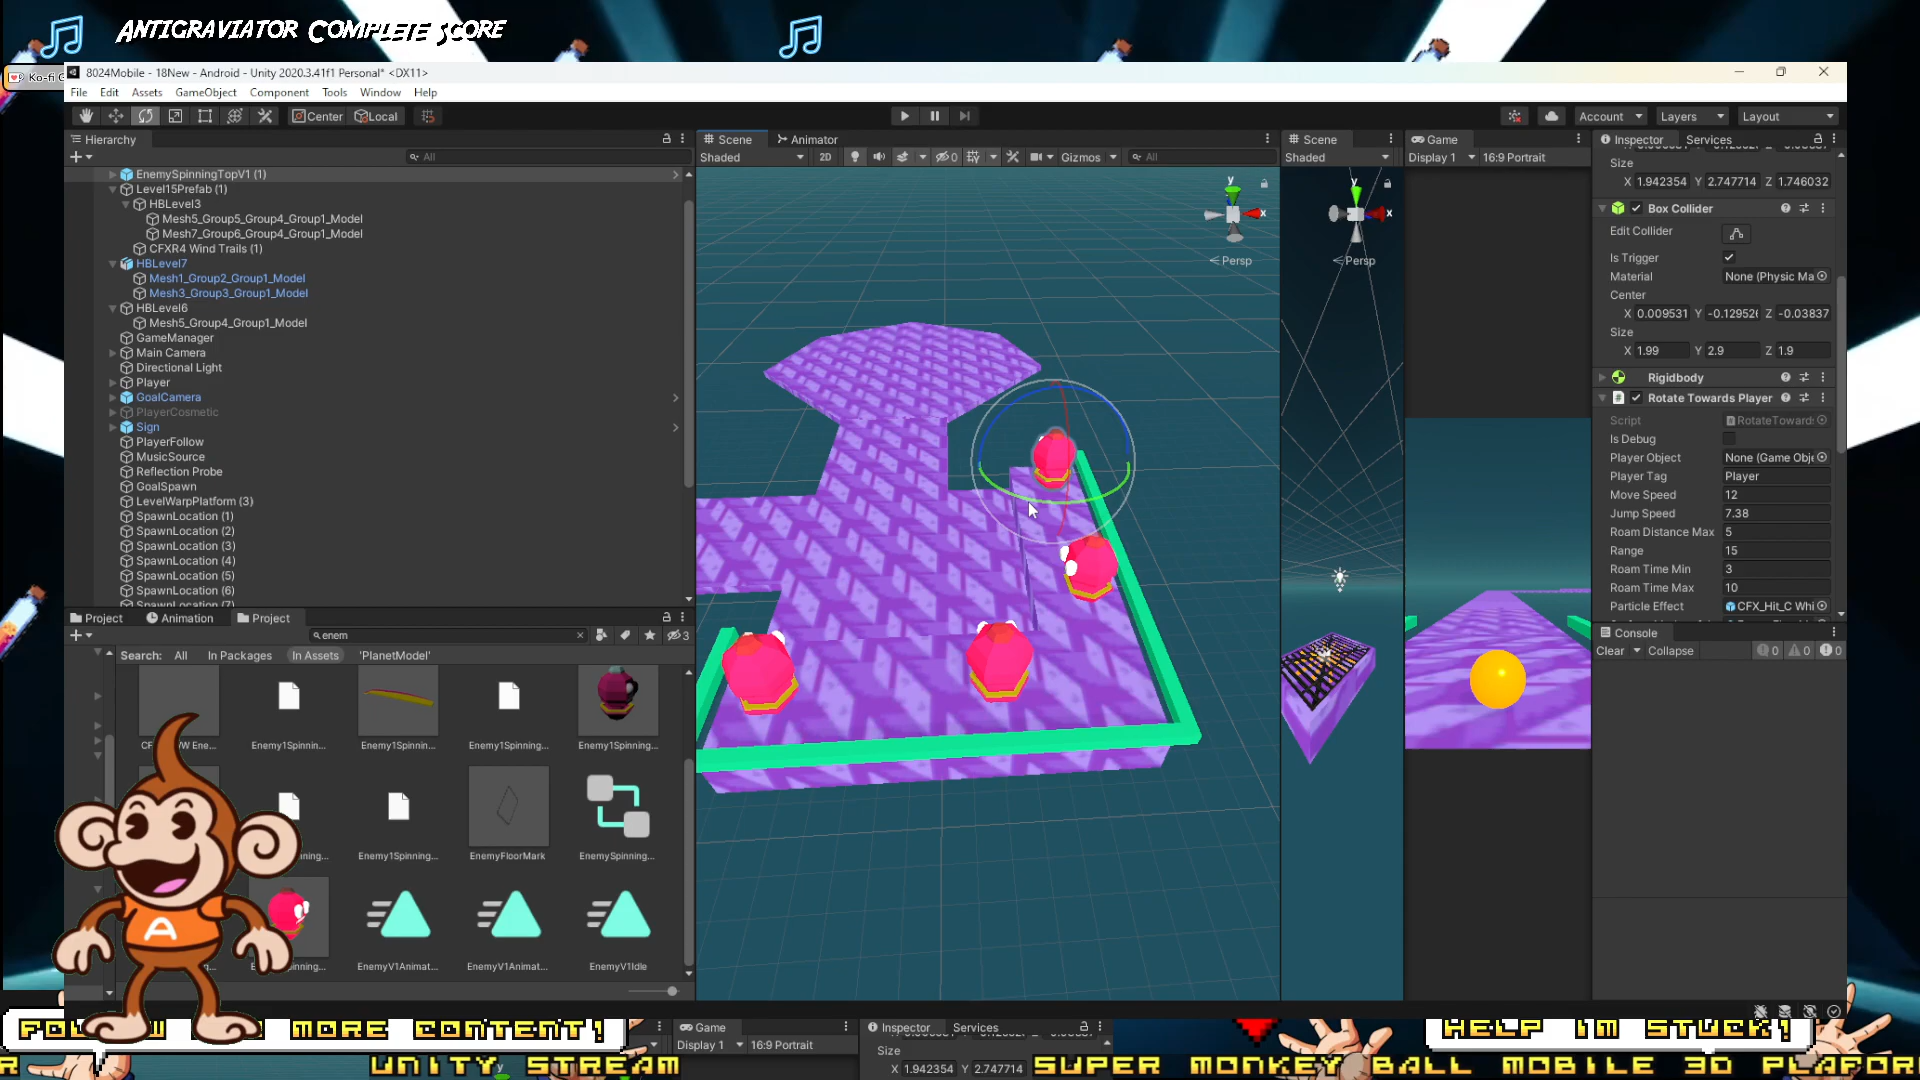 ANTIGRAVIATOR COMPLETE SCORE
Ko-fi G
8024Mobile - 18New - Android - Unity 2020.3.41f1 Personal* <DX11>
File Edit Assets GameObject Component Tools Window Help
Center Local
Account Layers Layout
Hierarchy
All
EnemySpinningTopV1 (1)
Level15Prefab (1)
HBLevel3
Mesh5_Group5_Group4_Group1_Model
Mesh7_Group6_Group4_Group1_Model
CFXR4 Wind Trails (1)
HBLevel7
Mesh1_Group2_Group1_Model
Mesh3_Group3_Group1_Model
HBLevel6
Mesh5_Group4_Group1_Model
GameManager
Main Camera
Directional Light
Player
GoalCamera
PlayerCosmetic
Sign
PlayerFollow
MusicSource
Reflection Probe
GoalSpawn
LevelWarpPlatform (3)
SpawnLocation (1)
SpawnLocation (2)
SpawnLocation (3)
SpawnLocation (4)
SpawnLocation (5)
SpawnLocation (6)
SpawnLocation (7)
Scene Animator
Shaded 2D 0 Gizmos All
y
x
Persp
Scene
Shaded
y
x
Persp
Game
Display 1 16:9 Portrait
Inspector Services
Size
X 1.942354 Y 2.747714 Z 1.746032
Box Collider
Edit Collider
Is Trigger
Material None (Physic Ma
Center
X 0.009531 Y -0.129526 Z -0.03837
Size
X 1.99 Y 2.9 Z 1.9
Rigidbody
Rotate Towards Player
Script RotateToward:
Is Debug
Player Object None (Game Obje
Player Tag Player
Move Speed 12
Jump Speed 7.38
Roam Distance Max 5
Range 15
Roam Time Min 3
Roam Time Max 10
Particle Effect CFX_Hit_C Whi
Console
Clear Collapse 0 0 0
Project Animation Project
enem
3
Search: All In Packages In Assets 'PlanetModel'
Enemy1Spinnin... Enemy1Spinnin... Enemy1Spinning... Enemy1Spinning...
Enemy1Spinning... EnemyFloorMark EnemySpinning...
EnemyV1Animat... EnemyV1Animat... EnemyV1Idle
A
MORE CONTENT!
Game
Display 1 16:9 Portrait
Inspector Services
Size
X 1.942354 Y 2.747714
HELP IM STUCK!
UNITY STREAM
SUPER MONKEY BALL MOBILE 3D PLAFOR